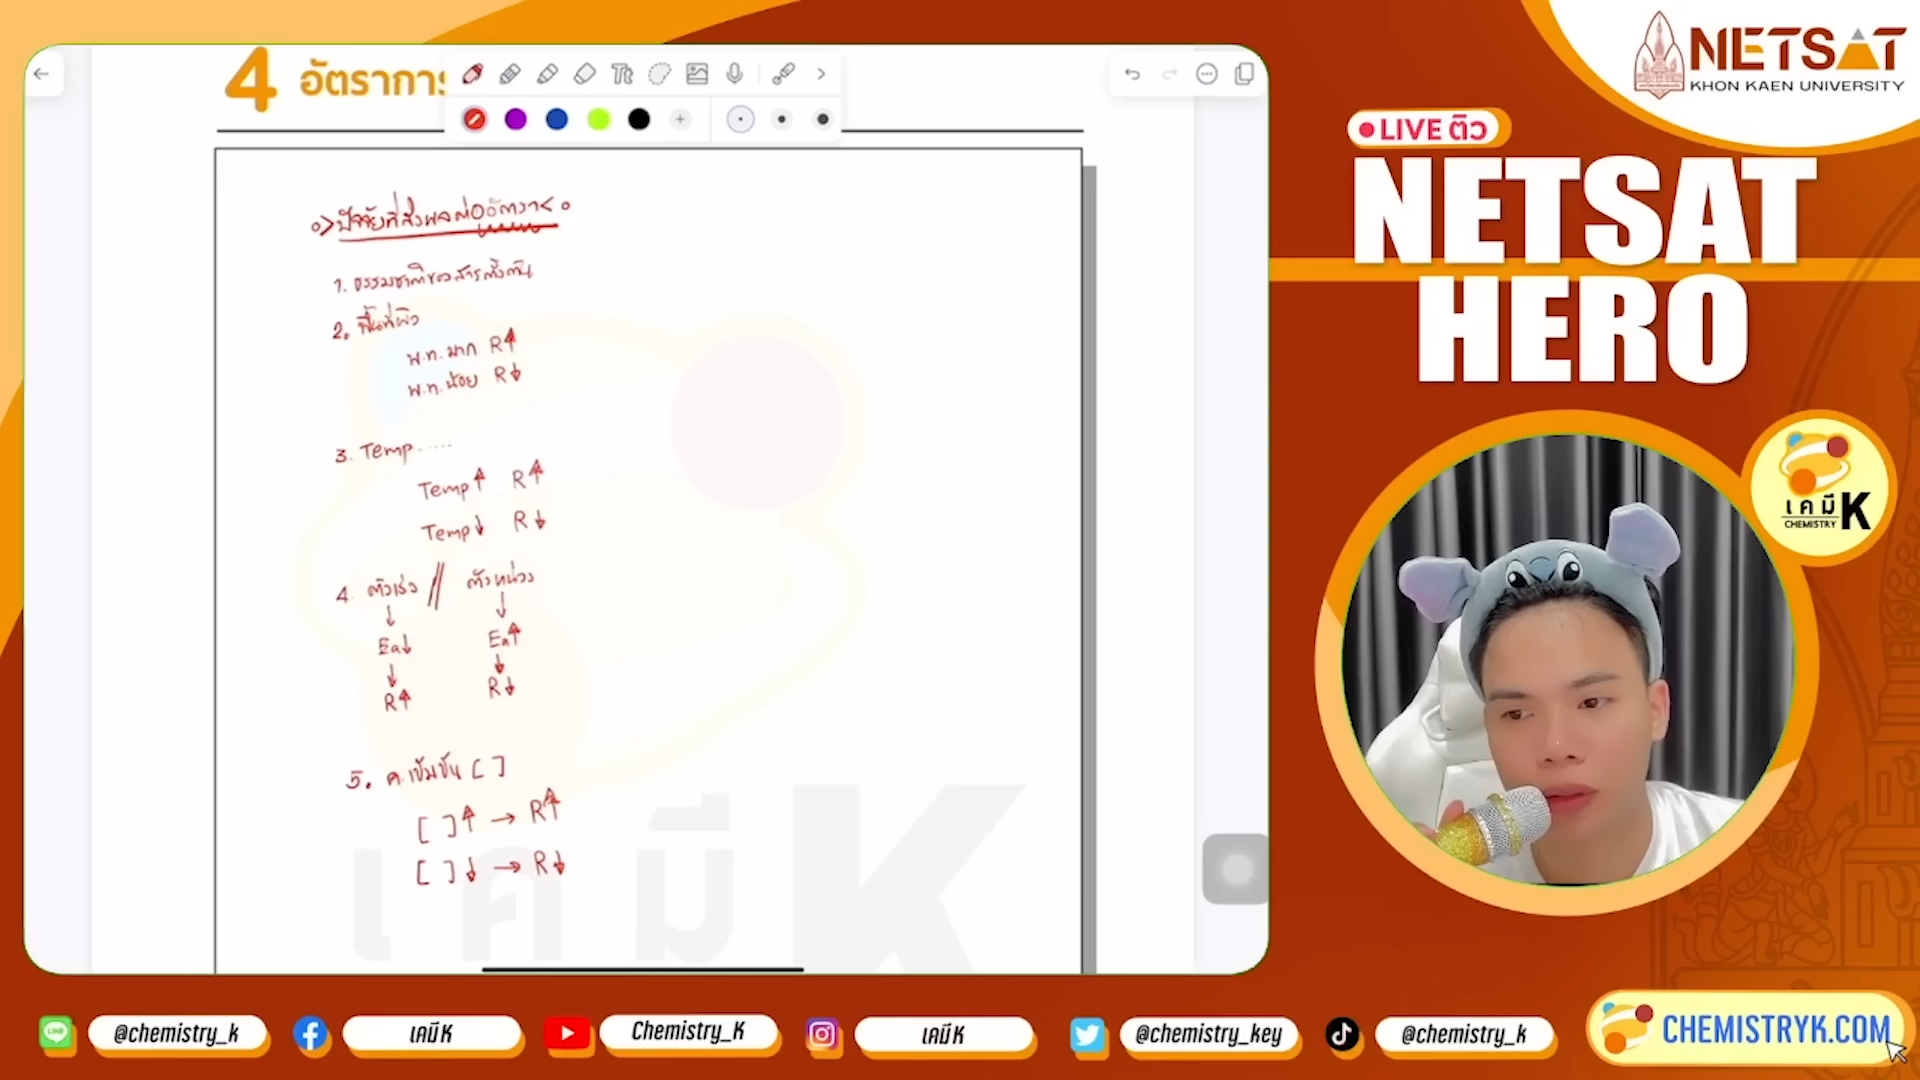 4 อัตราการ
Tt
ปัจจัยที่ส่งผลต่ออัตรา
1. ธรรมชาติของสารตั้งต้น
2. พื้นที่ผิว
พ.ท. มาก R↑
พ.ท. น้อย R↓
3. Temp.....
Temp↑ R↑
Temp↓ R↓
4. ตัวเร่ง // ตัวหน่วง
↓ ↓
Ea↓ Ea↑
↓ ↓
R↑ R↓
5. ค.เข้มข้น [ ]
[ ]↑ → R↑
[ ]↓ → R↓
เคมี K
NETSAT
KHON KAEN UNIVERSITY
LIVE ติว
NETSAT
HERO
เคมี K
CHEMISTRY
LINE
@chemistry_k
เคมี K
Chemistry_K
เคมี K
@chemistry_key
@chemistry_k
CHEMISTRYK.COM